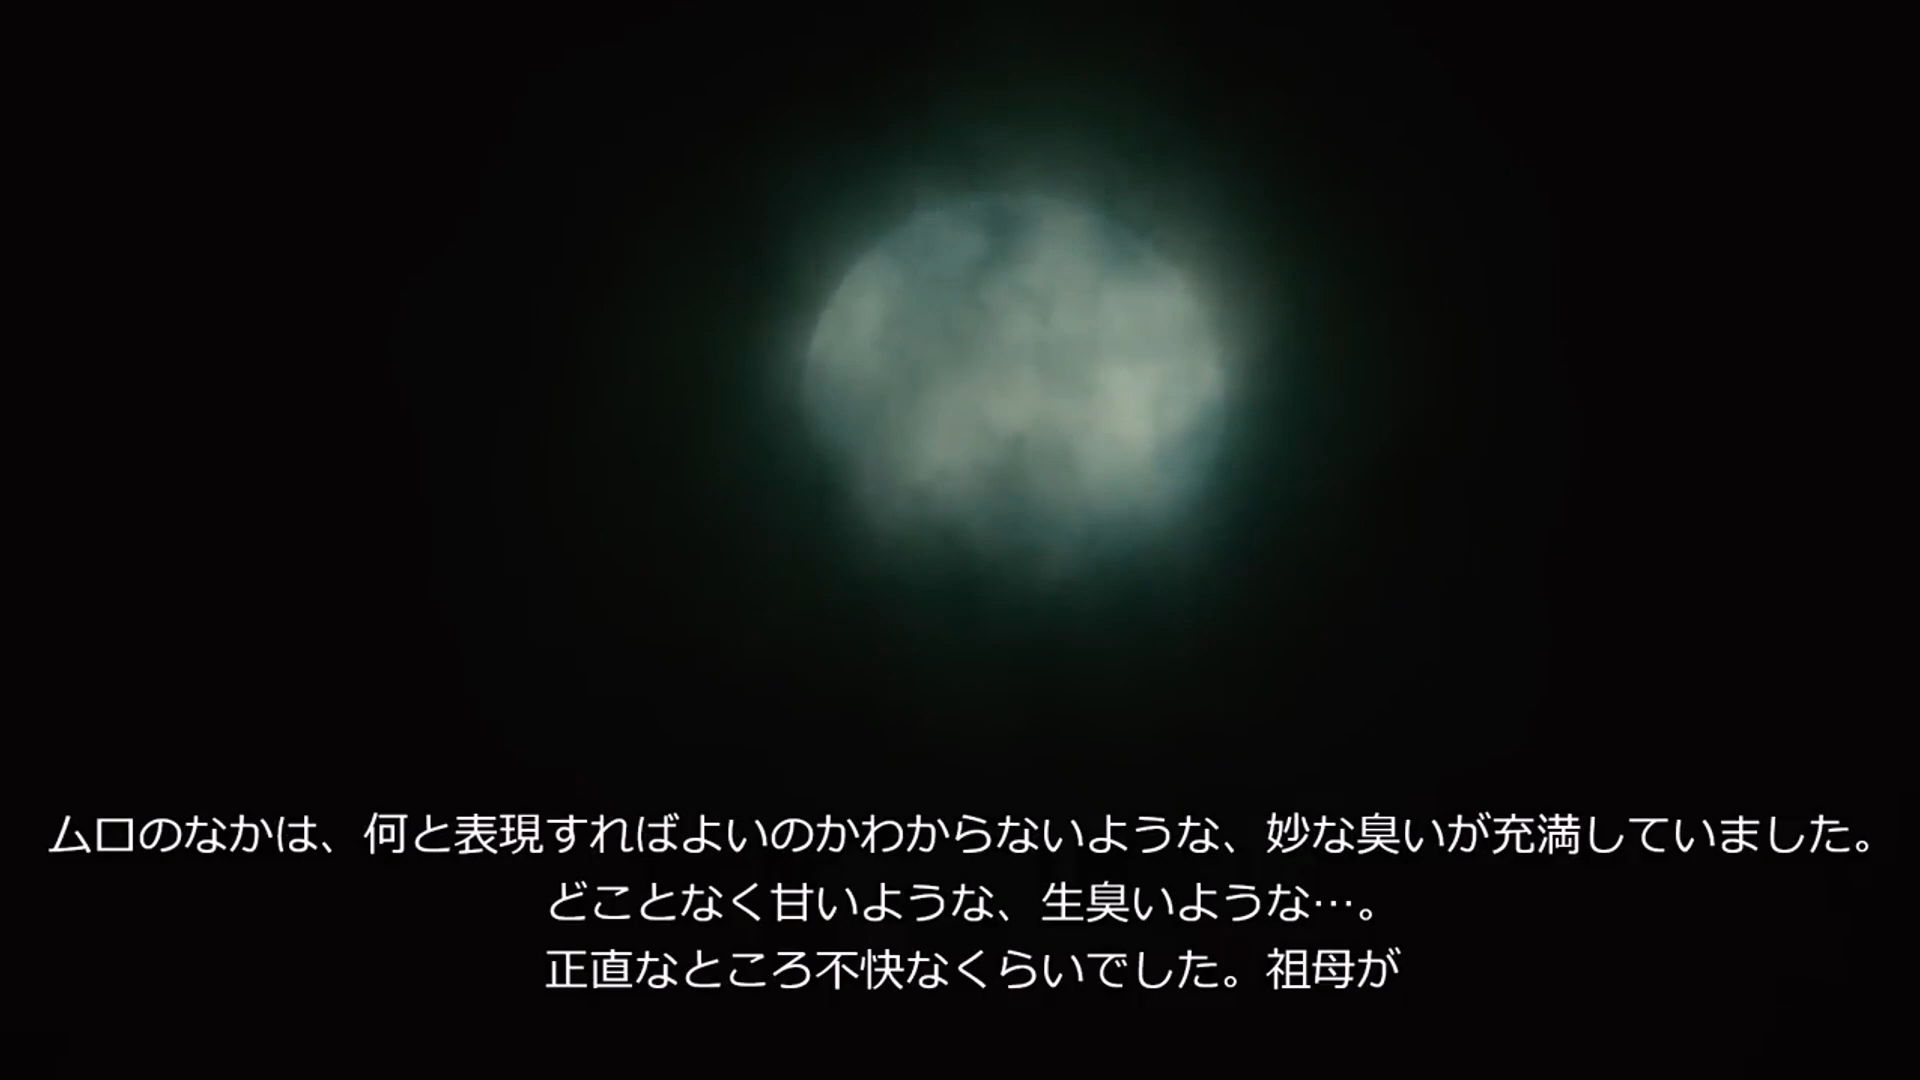 ムロのなかは、何と表現すればよいのかわからないような、妙な臭いが充満していました。
どことなく甘いような、生臭いような…。
正直なところ不快なくらいでした。祖母が